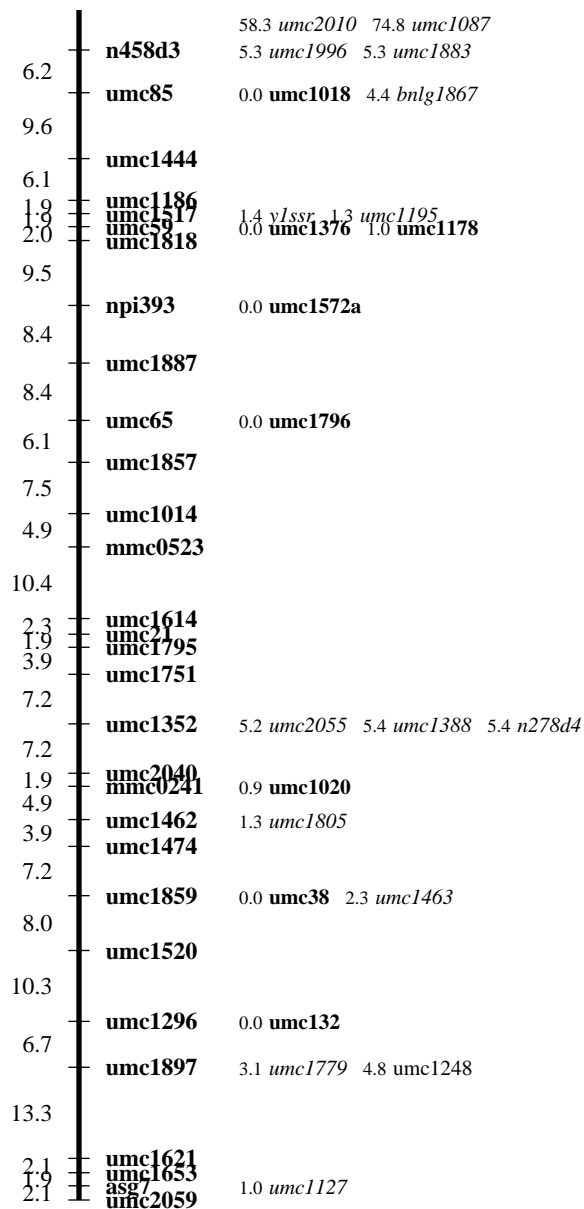 58.3 umc2010 74.8 umc1087
n458d3 5.3 umc1996 5.3 umc1883
6.2
umc85 0.0 umc1018 4.4 bnlg1867
9.6
umc1444
6.1
umc1186
1.9
umc1517 1.4 y1ssr 1.3 umc1195
1.9
umc59 0.0 umc1376 1.0 umc1178
2.0
umc1818
9.5
npi393 0.0 umc1572a
8.4
umc1887
8.4
umc65 0.0 umc1796
6.1
umc1857
7.5
umc1014
4.9
mmc0523
10.4
umc1614
2.3
umc21
1.9
umc1795
3.9
umc1751
7.2
umc1352 5.2 umc2055 5.4 umc1388 5.4 n278d4
7.2
umc2040
1.9
mmc0241 0.9 umc1020
4.9
umc1462 1.3 umc1805
3.9
umc1474
7.2
umc1859 0.0 umc38 2.3 umc1463
8.0
umc1520
10.3
umc1296 0.0 umc132
6.7
umc1897 3.1 umc1779 4.8 umc1248
13.3
umc1621
2.1
umc1653
1.9
asg7 1.0 umc1127
2.1
umc2059